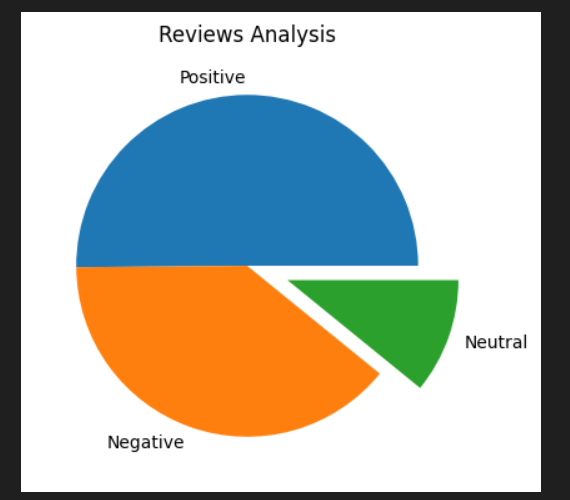 Reviews Analysis
Positive
Neutral
Negative